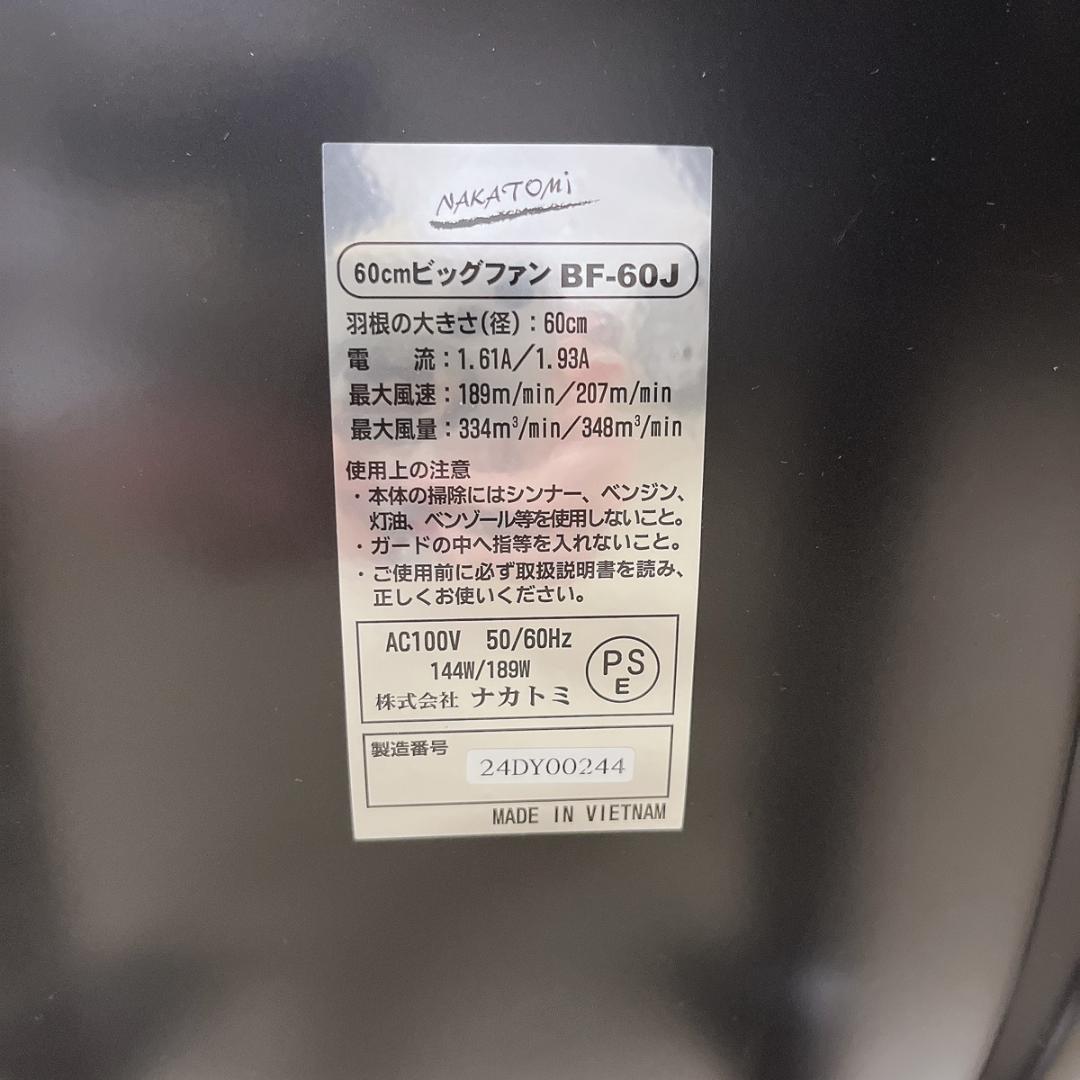 NAKATOMi
60cmビッグファン BF-60J
羽根の大きさ(径):60cm
電 流:1.61A/1.93A
最大風速:189m/min/207m/min
最大風量:334m³/min/348m³/min
使用上の注意
・本体の掃除にはシンナー、ベンジン、
灯油、ベンゾール等を使用しないこと。
・ガードの中へ指等を入れないこと。
・ご使用前に必ず取扱説明書を読み、
正しくお使いください。
AC100V 50/60Hz
144W/189W
株式会社 ナカトミ
PS
E
製造番号
24DY00244
MADE IN VIETNAM